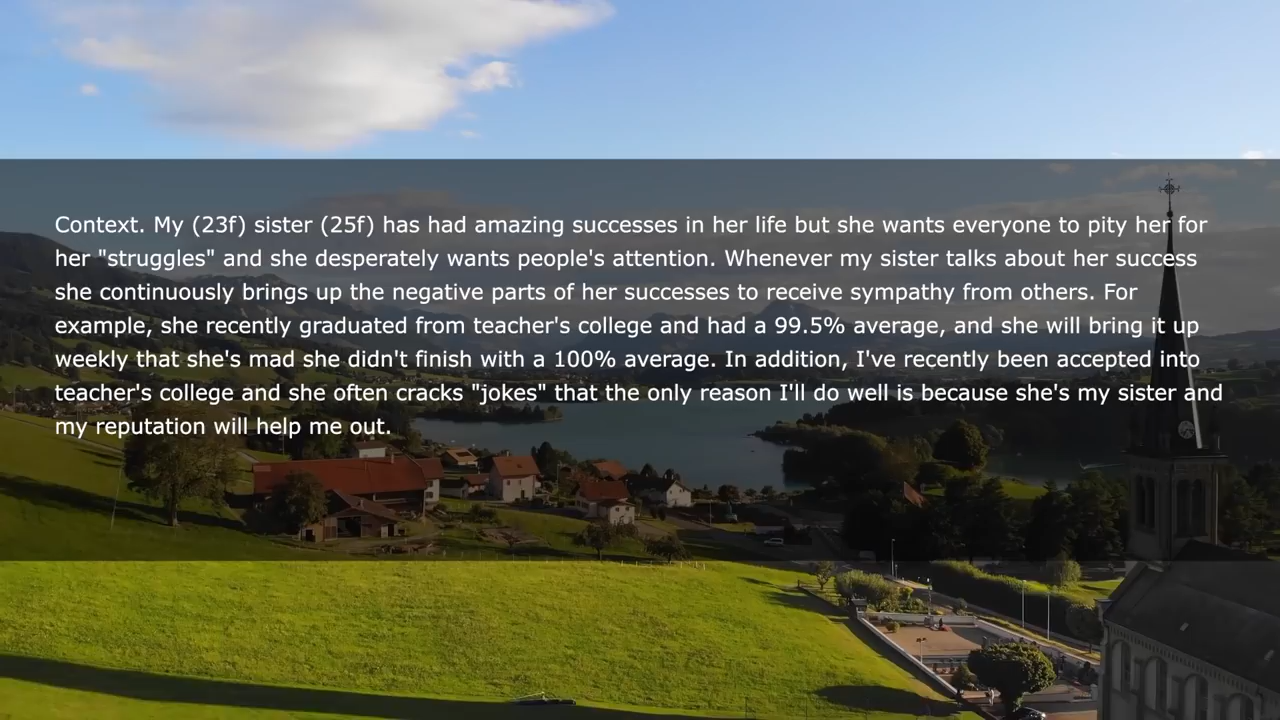 Context. My (23f) sister (25f) has had amazing successes in her life but she wants everyone to pity her for
her "struggles" and she desperately wants people's attention. Whenever my sister talks about her success
she continuously brings up the negative parts of her successes to receive sympathy from others. For
example, she recently graduated from teacher's college and had a 99.5% average, and she will bring it up
weekly that she's mad she didn't finish with a 100% average. In addition, I've recently been accepted into
teacher's college and she often cracks "jokes" that the only reason I'll do well is because she's my sister and
my reputation will help me out.